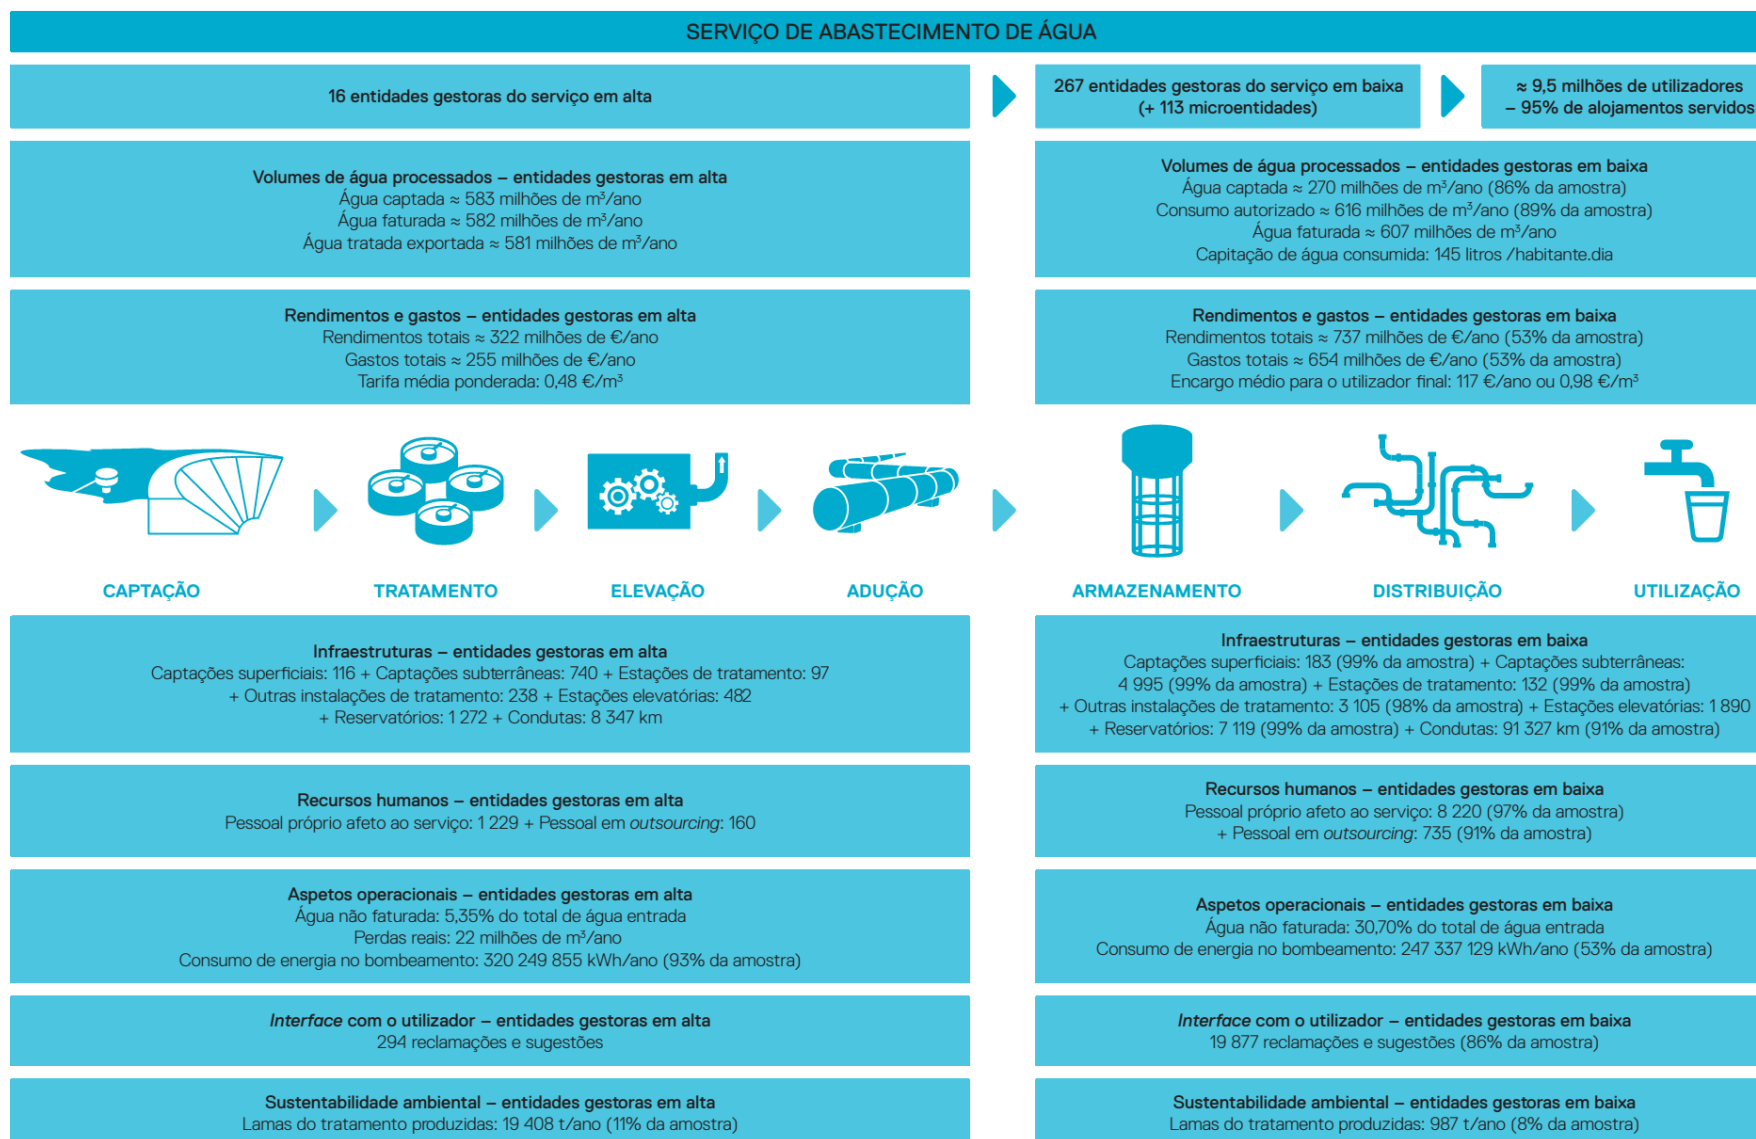 SERVIÇO DE ABASTECIMENTO DE ÁGUA
16 entidades gestoras do serviço em alta
267 entidades gestoras do serviço em baixa
(+ 113 microentidades)
≈ 9,5 milhões de utilizadores
– 95% de alojamentos servidos
Volumes de água processados – entidades gestoras em alta
Água captada ≈ 583 milhões de m³/ano
Água faturada ≈ 582 milhões de m³/ano
Água tratada exportada ≈ 581 milhões de m³/ano
Volumes de água processados – entidades gestoras em baixa
Água captada ≈ 270 milhões de m³/ano (86% da amostra)
Consumo autorizado ≈ 616 milhões de m³/ano (89% da amostra)
Água faturada ≈ 607 milhões de m³/ano
Capitação de água consumida: 145 litros /habitante.dia
Rendimentos e gastos – entidades gestoras em alta
Rendimentos totais ≈ 322 milhões de €/ano
Gastos totais ≈ 255 milhões de €/ano
Tarifa média ponderada: 0,48 €/m³
Rendimentos e gastos – entidades gestoras em baixa
Rendimentos totais ≈ 737 milhões de €/ano (53% da amostra)
Gastos totais ≈ 654 milhões de €/ano (53% da amostra)
Encargo médio para o utilizador final: 117 €/ano ou 0,98 €/m³
CAPTAÇÃO
TRATAMENTO
ELEVAÇÃO
ADUÇÃO
ARMAZENAMENTO
DISTRIBUIÇÃO
UTILIZAÇÃO
Infraestruturas – entidades gestoras em alta
Captações superficiais: 116 + Captações subterrâneas: 740 + Estações de tratamento: 97
+ Outras instalações de tratamento: 238 + Estações elevatórias: 482
+ Reservatórios: 1 272 + Condutas: 8 347 km
Infraestruturas – entidades gestoras em baixa
Captações superficiais: 183 (99% da amostra) + Captações subterrâneas:
4 995 (99% da amostra) + Estações de tratamento: 132 (99% da amostra)
+ Outras instalações de tratamento: 3 105 (98% da amostra) + Estações elevatórias: 1 890
+ Reservatórios: 7 119 (99% da amostra) + Condutas: 91 327 km (91% da amostra)
Recursos humanos – entidades gestoras em alta
Pessoal próprio afeto ao serviço: 1 229 + Pessoal em outsourcing: 160
Recursos humanos – entidades gestoras em baixa
Pessoal próprio afeto ao serviço: 8 220 (97% da amostra)
+ Pessoal em outsourcing: 735 (91% da amostra)
Aspetos operacionais – entidades gestoras em alta
Água não faturada: 5,35% do total de água entrada
Perdas reais: 22 milhões de m³/ano
Consumo de energia no bombeamento: 320 249 855 kWh/ano (93% da amostra)
Aspetos operacionais – entidades gestoras em baixa
Água não faturada: 30,70% do total de água entrada
Consumo de energia no bombeamento: 247 337 129 kWh/ano (53% da amostra)
Interface com o utilizador – entidades gestoras em alta
294 reclamações e sugestões
Interface com o utilizador – entidades gestoras em baixa
19 877 reclamações e sugestões (86% da amostra)
Sustentabilidade ambiental – entidades gestoras em alta
Lamas do tratamento produzidas: 19 408 t/ano (11% da amostra)
Sustentabilidade ambiental – entidades gestoras em baixa
Lamas do tratamento produzidas: 987 t/ano (8% da amostra)